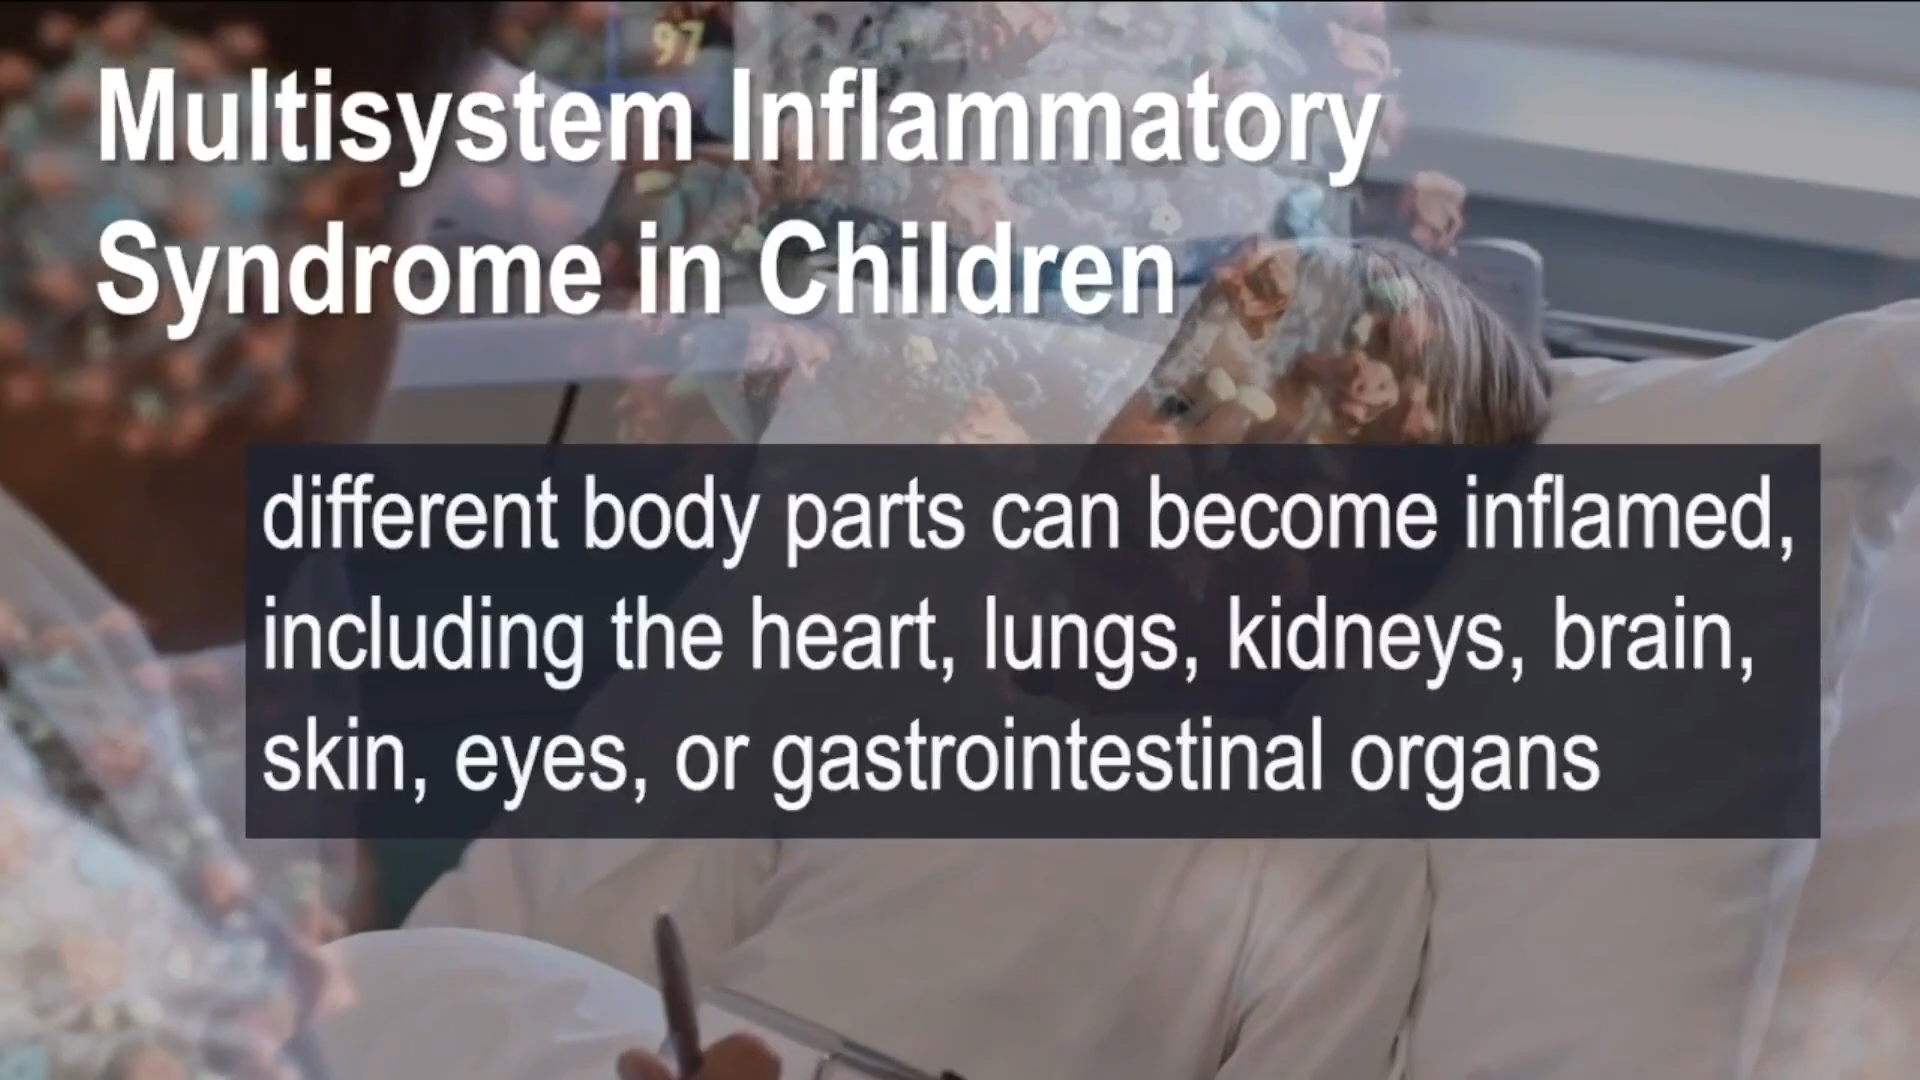 97
Multisystem Inflammatory
Syndrome in Children
different body parts can become inflamed,
including the heart, lungs, kidneys, brain,
skin, eyes, or gastrointestinal organs